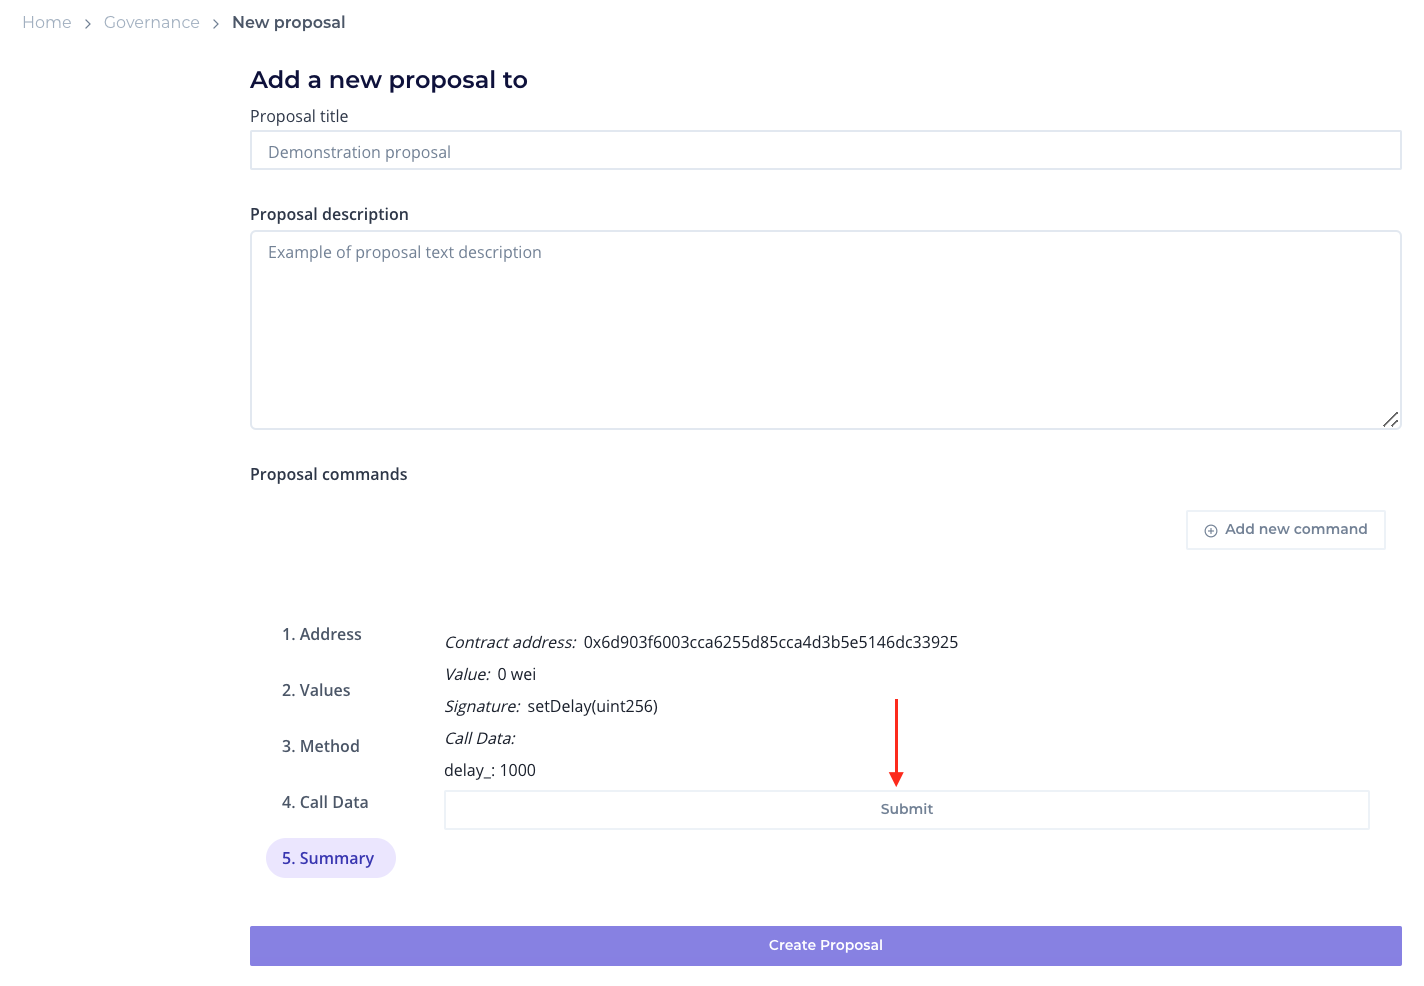 Home > Governance > New proposal
Add a new proposal to
Proposal title
Demonstration proposal
Proposal description
Example of proposal text description
Proposal commands
Add new command
1. Address
Contract address: 0x6d903f6003cca6255d85cca4d3b5e5146dc33925
2. Values
Value: 0 wei
Signature: setDelay(uint256)
3. Method
Call Data:
delay_: 1000
4. Call Data
Submit
5. Summary
Create Proposal